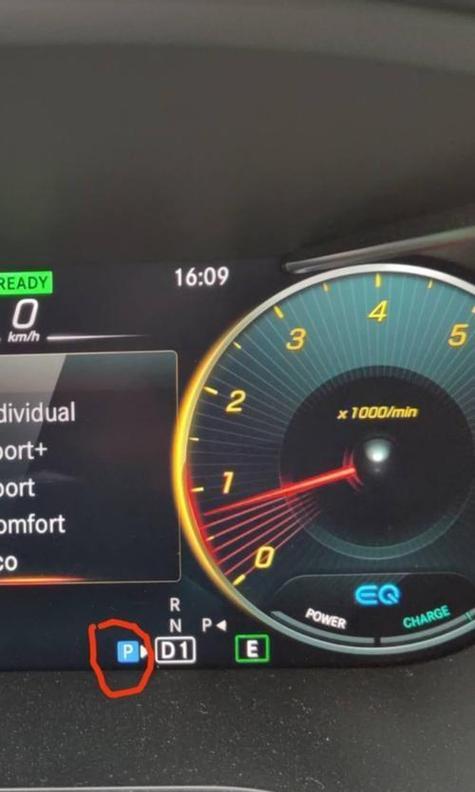 READY
16:09
0
km/h
dividual
port+
port
omfort
co
4
3
5
2
x 1000/min
1
0
EQ
POWER
CHARGE
R
N
P◄
P
D1
E